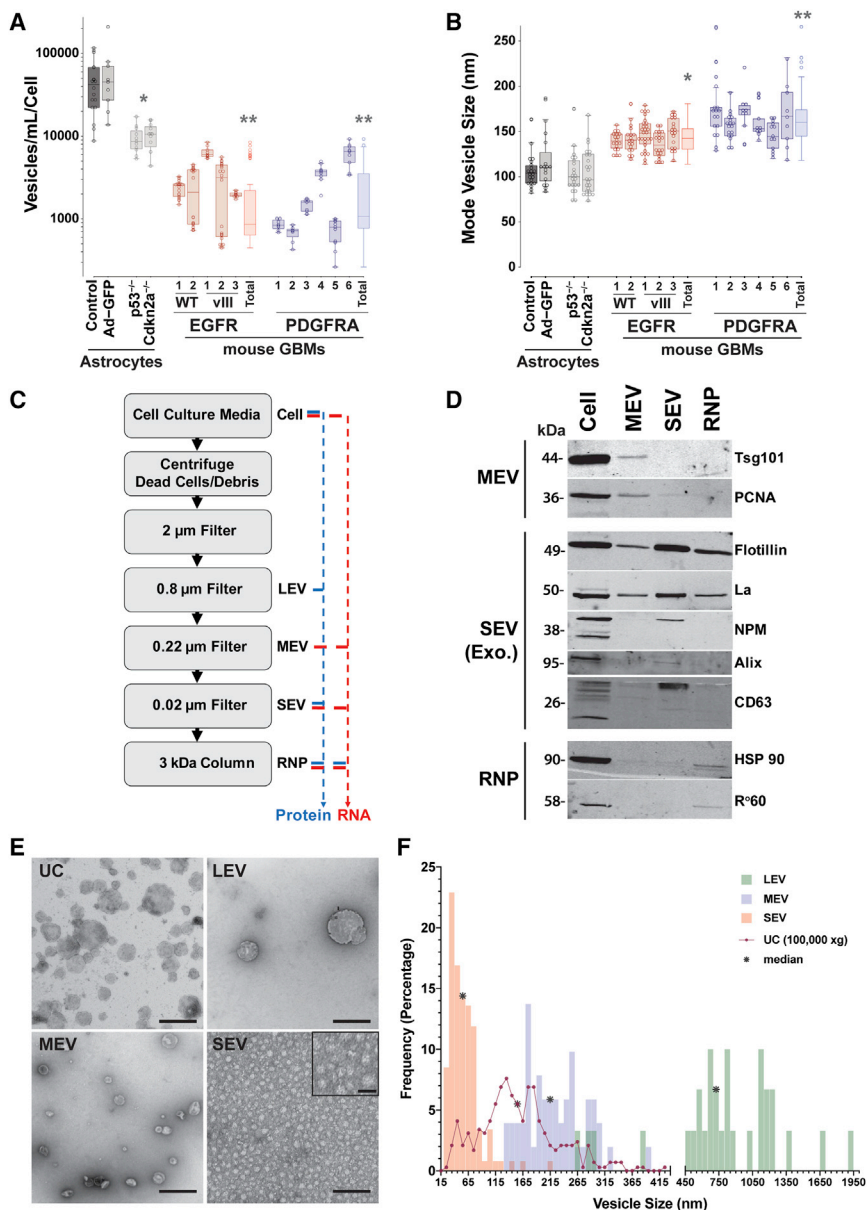 A
Vesicles/mL/Cell
100000
10000
1000
*
**
**
Control
Ad-GFP
p53-/-
Cdkn2a-/-
1 2 1 2 3 Total
1 2 3 4 5 6 Total
WT vIII
EGFR PDGFRA
Astrocytes
mouse GBMs
B
Mode Vesicle Size (nm)
250
200
150
100
50
0
*
**
Control
Ad-GFP
p53-/-
Cdkn2a-/-
1 2 1 2 3 Total
1 2 3 4 5 6 Total
WT vIII
EGFR PDGFRA
Astrocytes
mouse GBMs
C
Cell Culture Media Cell
Centrifuge
Dead Cells/Debris
2 µm Filter
0.8 µm Filter LEV
0.22 µm Filter MEV
0.02 µm Filter SEV
3 kDa Column RNP
Protein RNA
D
Cell MEV SEV RNP
kDa
MEV
44- Tsg101
36- PCNA
SEV
(Exo.)
49- Flotillin
50- La
38- NPM
95- Alix
26- CD63
RNP
90- HSP 90
58- Rº60
E
UC LEV
MEV SEV
F
Frequency (Percentage)
25
20
15
10
5
0
LEV
MEV
SEV
UC (100,000 xg)
* median
15 65 115 165 215 265 315 365 415 450 750 1050 1350 1650 1950
Vesicle Size (nm)